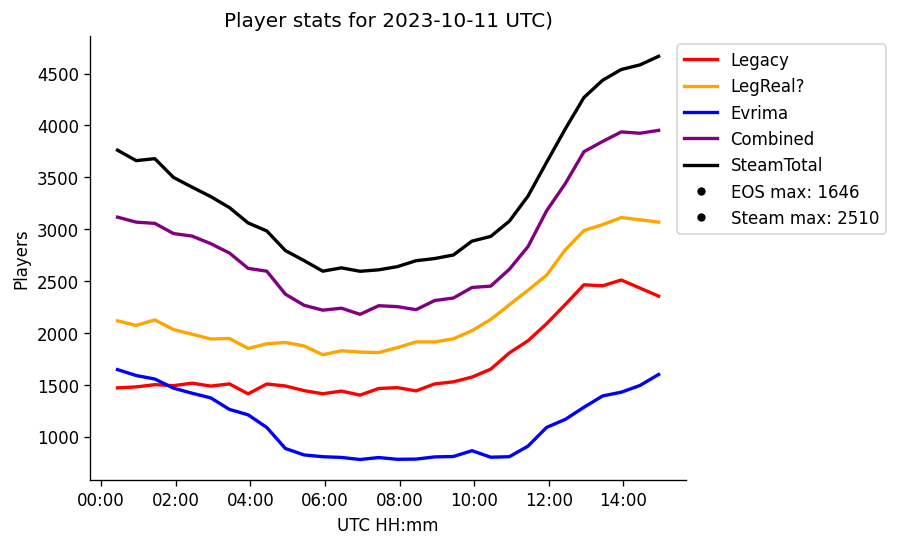 Player stats for 2023-10-11 UTC)
4500
4000
3500
3000
2500
2000
1500
1000
Players
00:00 02:00 04:00 06:00 08:00 10:00 12:00 14:00
UTC HH:mm
Legacy
LegReal?
Evrima
Combined
SteamTotal
EOS max: 1646
Steam max: 2510